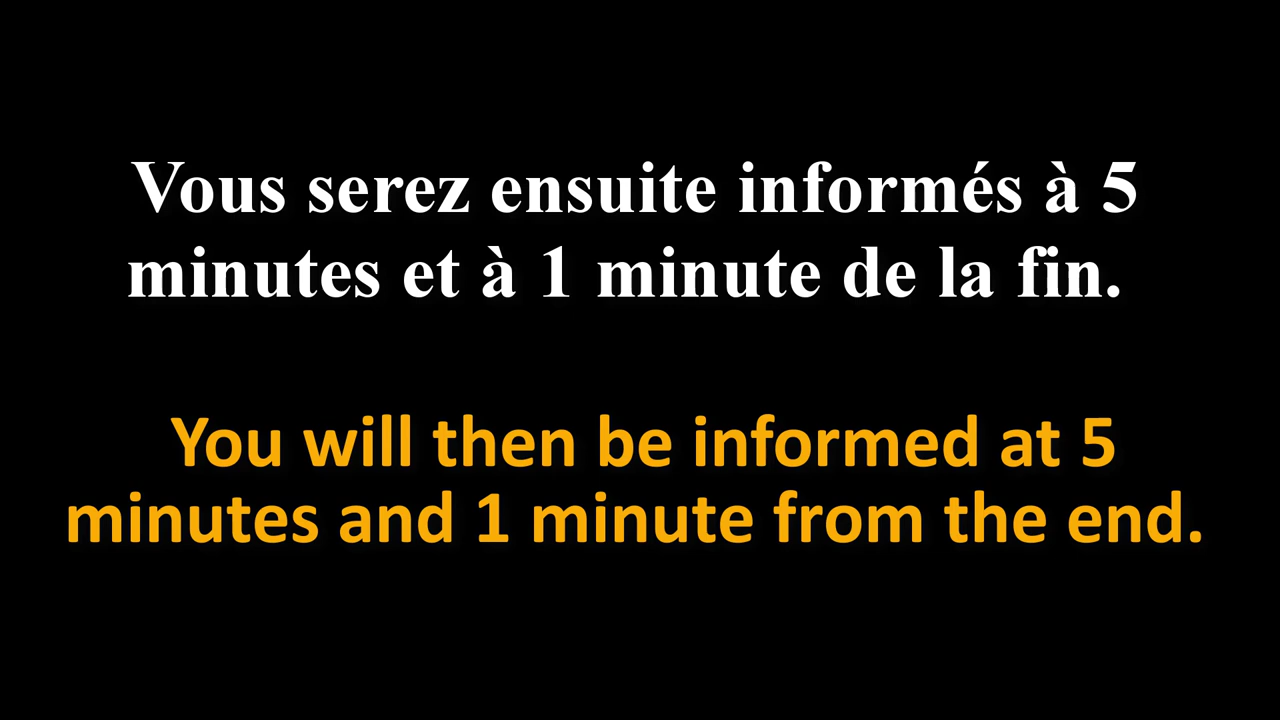 Vous serez ensuite informés à 5
minutes et à 1 minute de la fin.
You will then be informed at 5
minutes and 1 minute from the end.